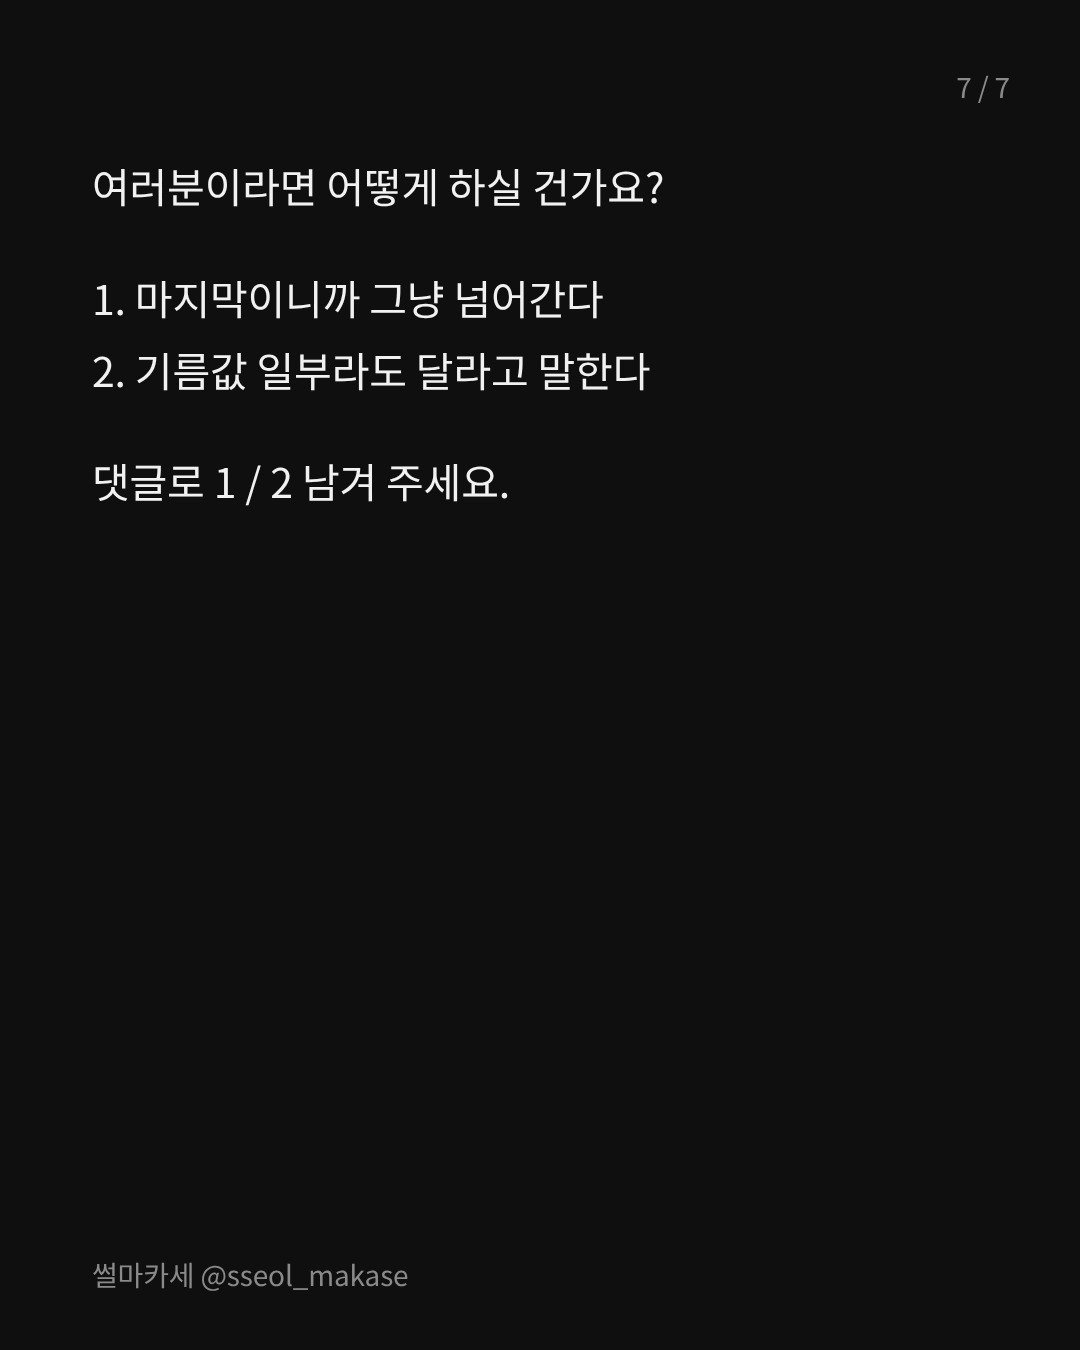 7 / 7
여러분이라면 어떻게 하실 건가요?
1. 마지막이니까 그냥 넘어간다
2. 기름값 일부라도 달라고 말한다
댓글로 1 / 2 남겨 주세요.
썰마카세 @sseol_makase